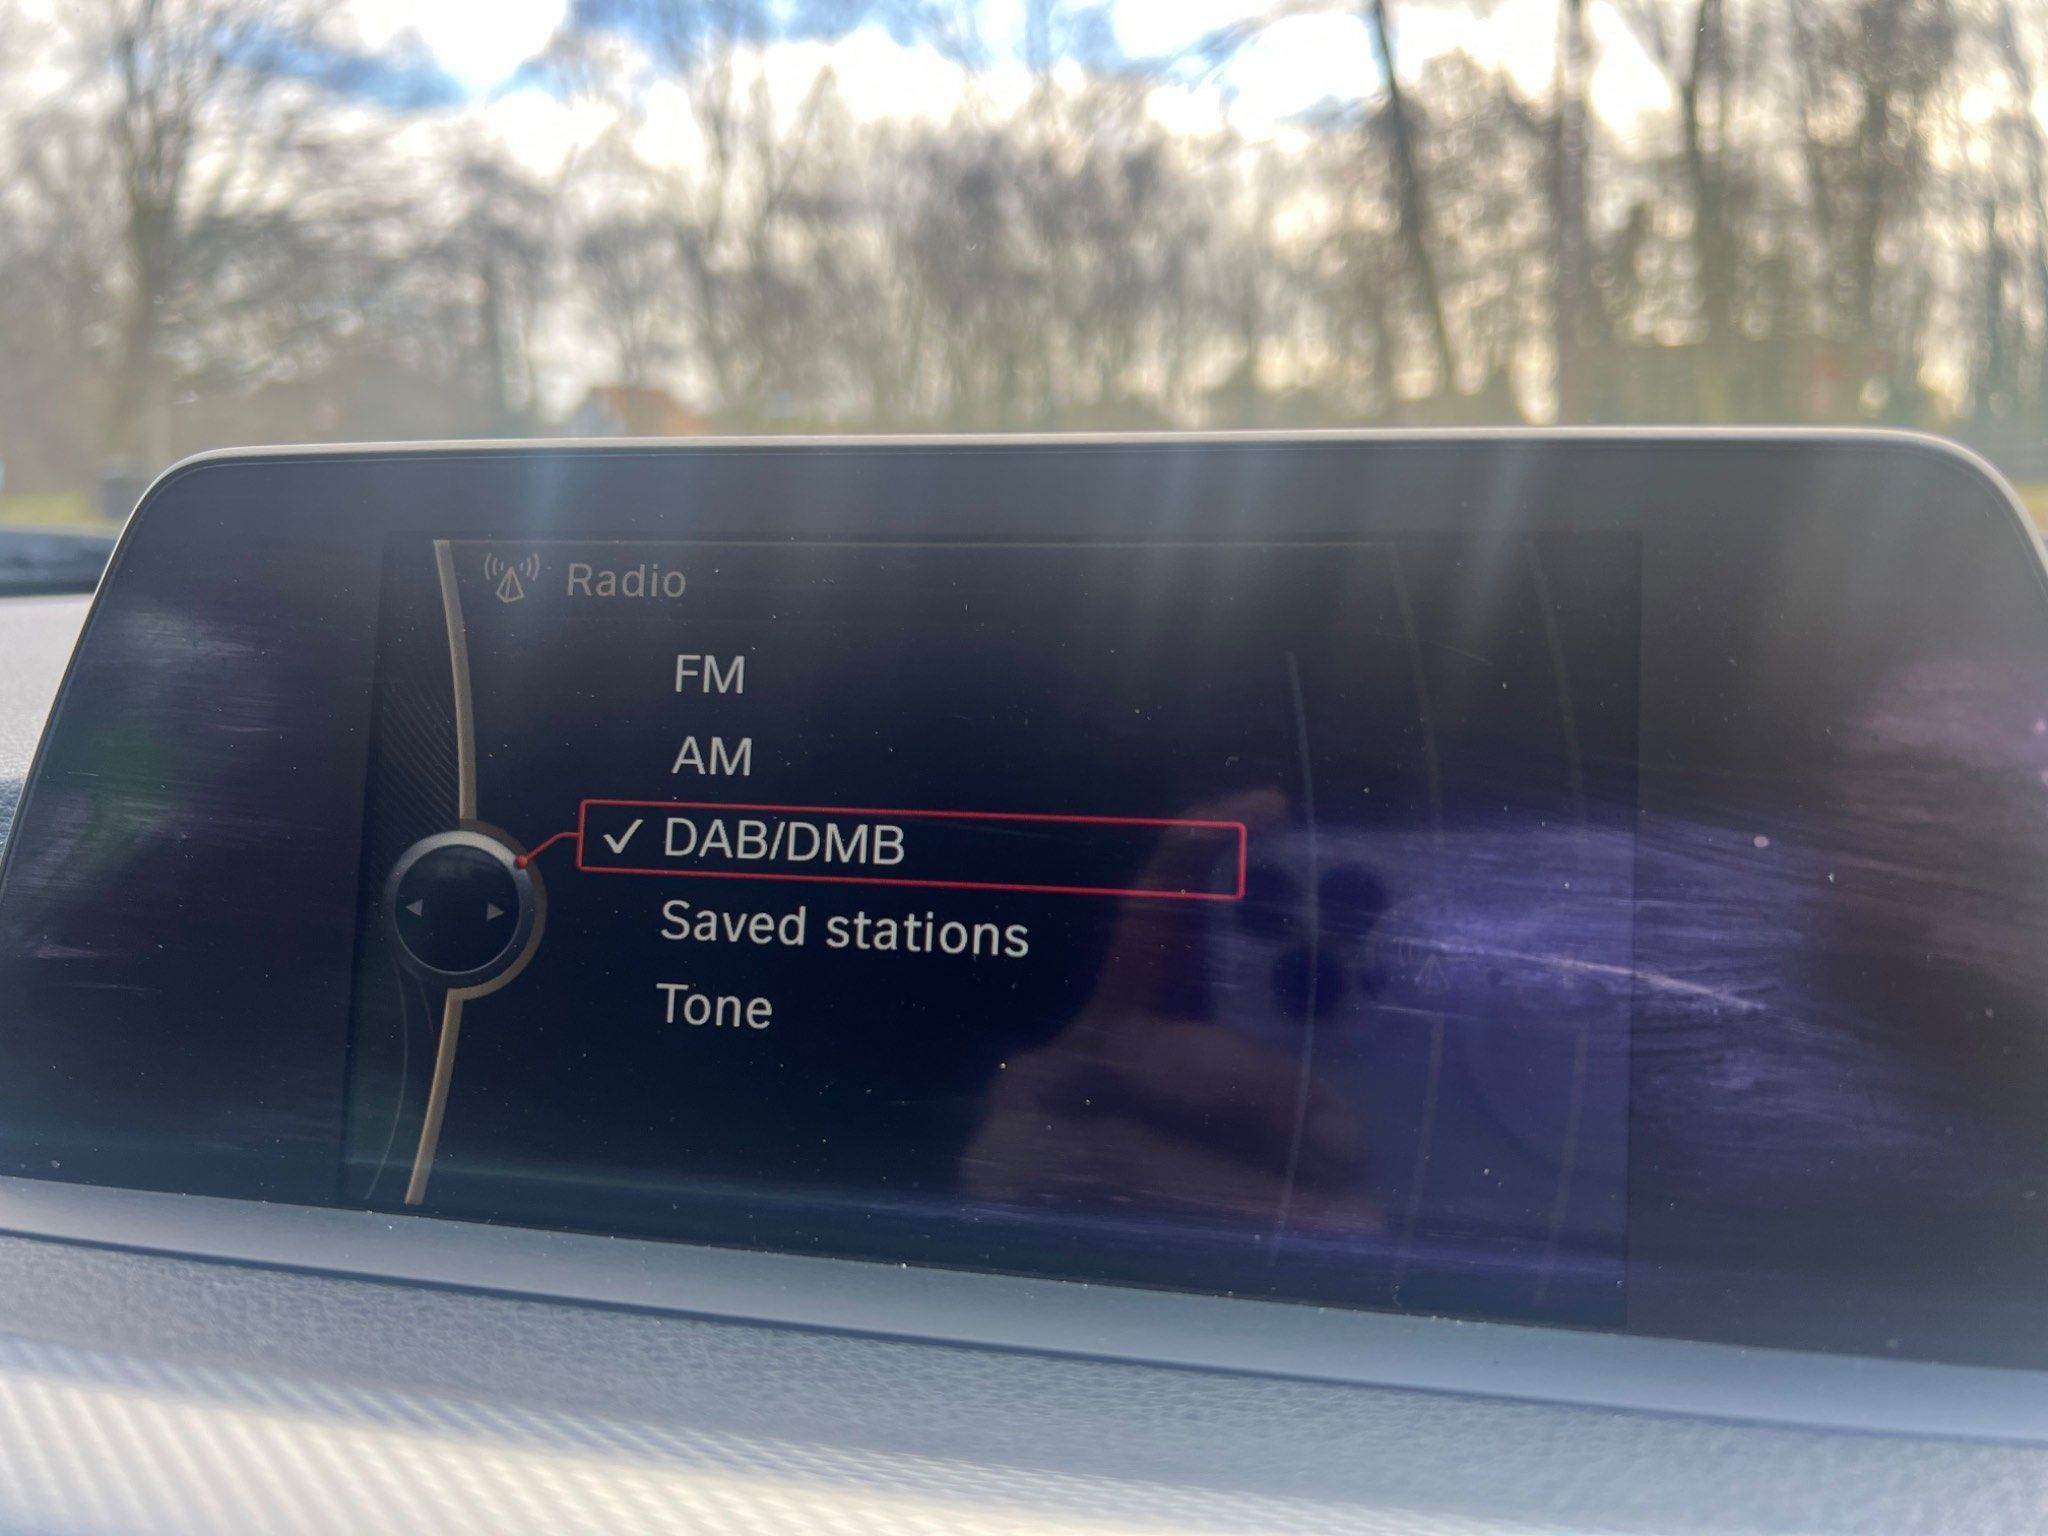 Radio
FM
AM
✓ DAB/DMB
Saved stations
Tone